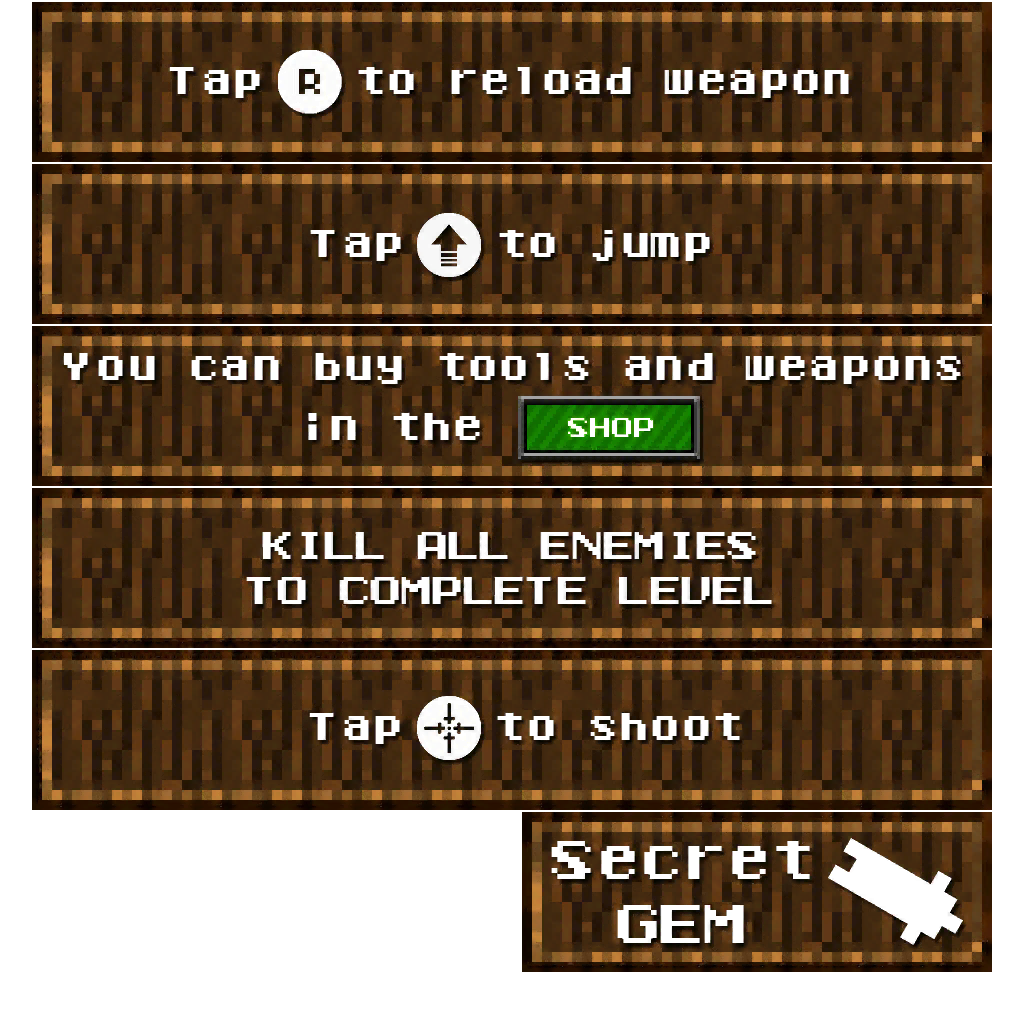 Tap R to reload weapon
Tap to jump
You can buy tools and weapons
in the SHOP
KILL ALL ENEMIES
TO COMPLETE LEVEL
Tap to shoot
Secret
GEM